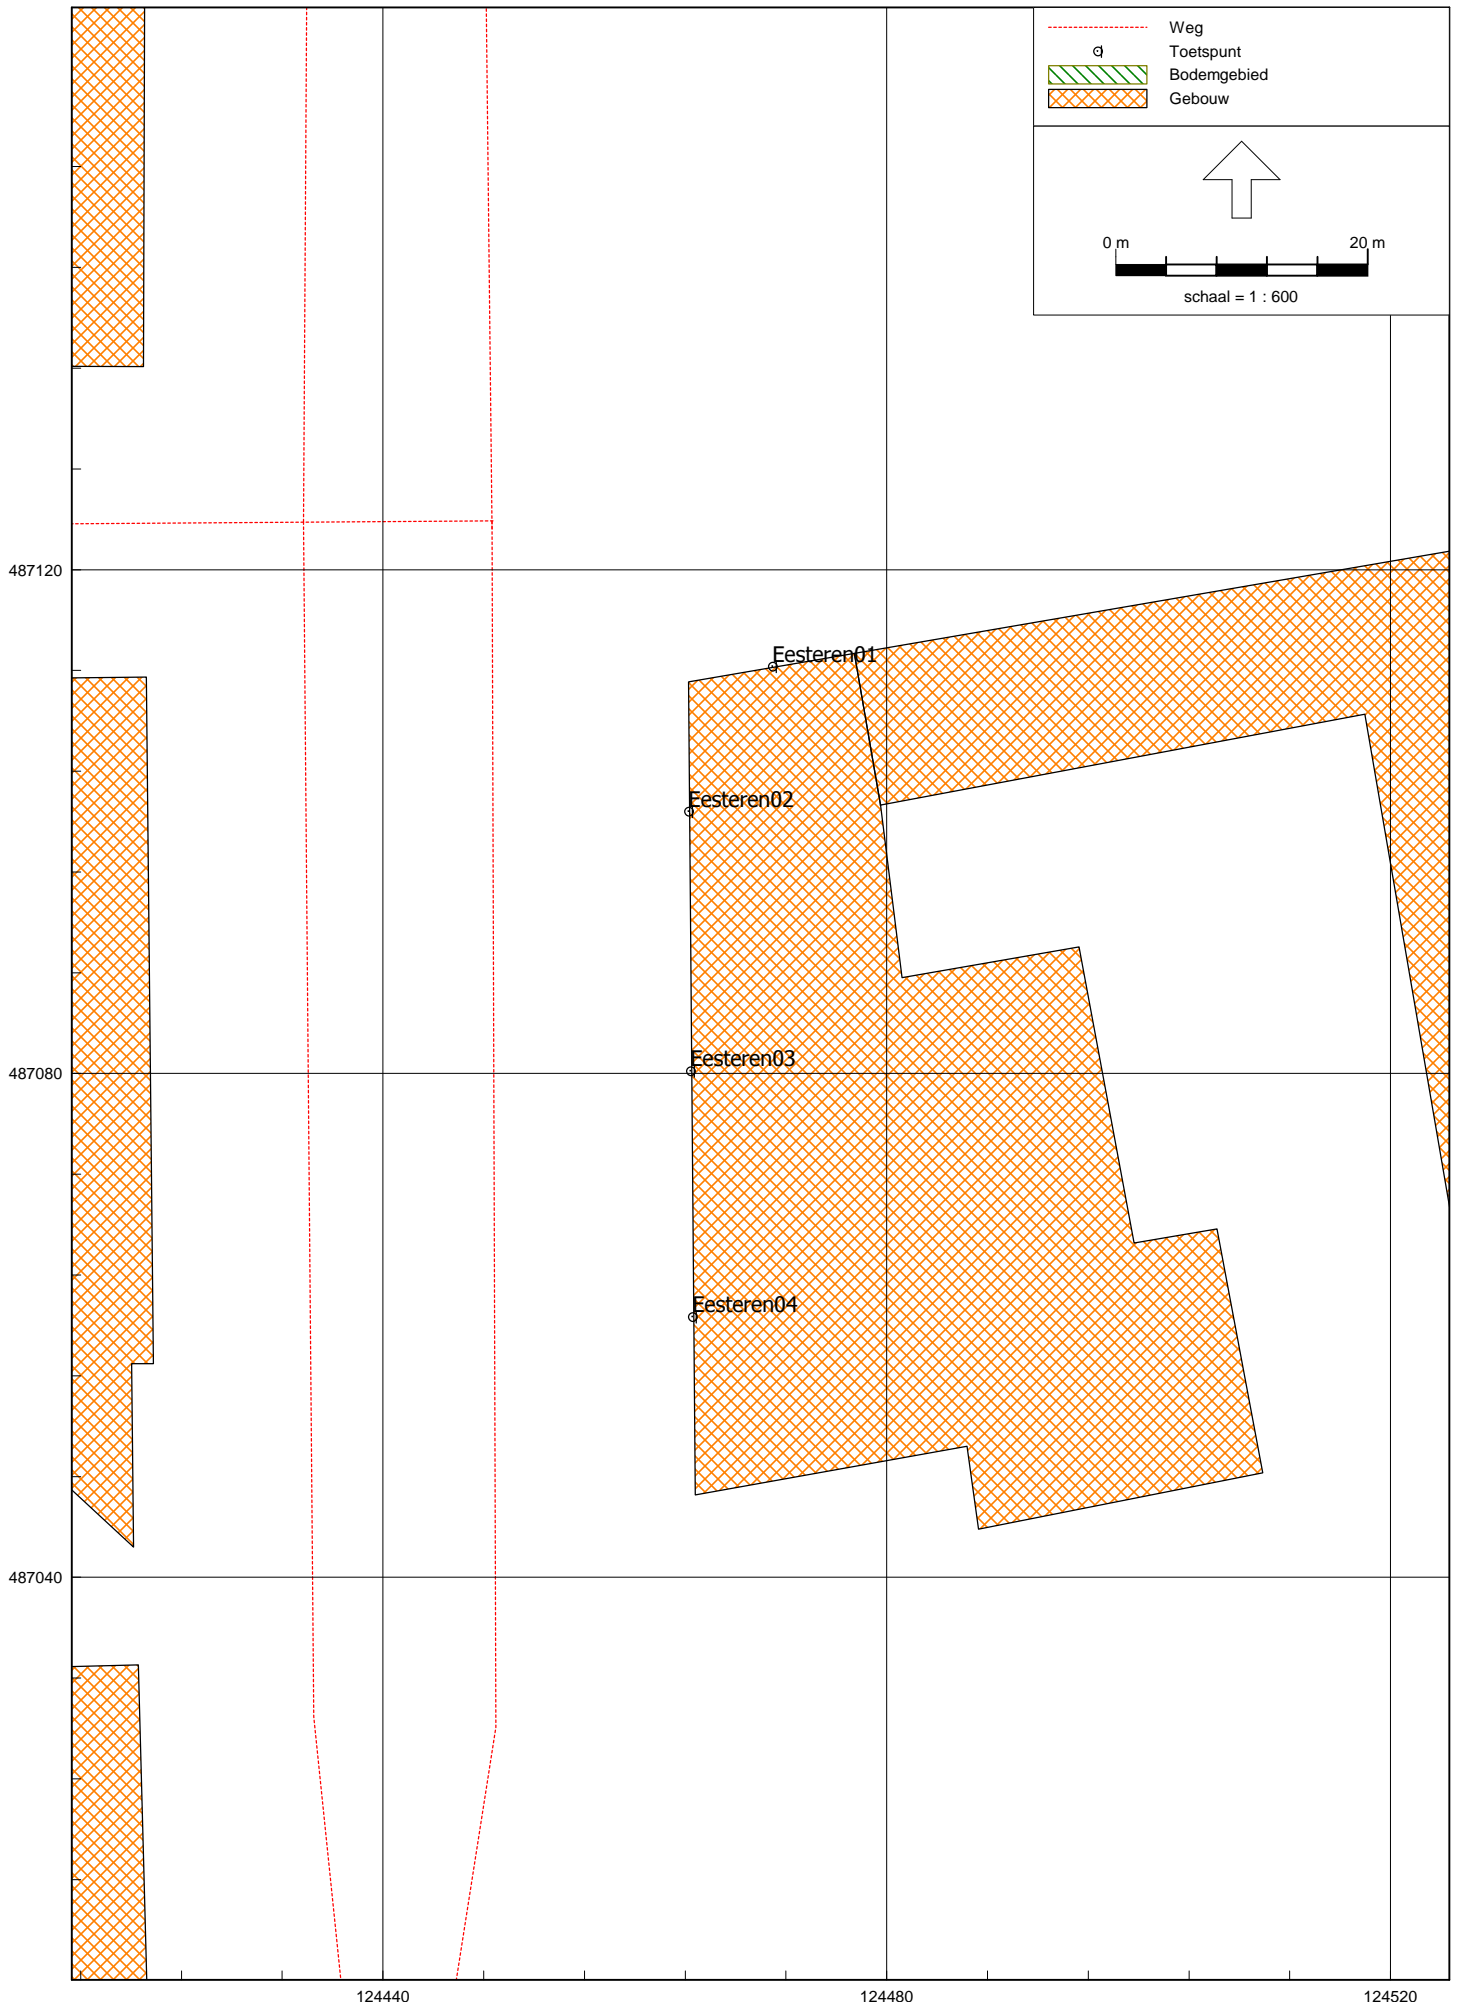 Weg
Toetspunt
Bodemgebied
Gebouw
0 m 20 m
schaal = 1 : 600
487120
Eesteren01
Eesteren02
Eesteren03
487080
Eesteren04
487040
124440 124480 124520